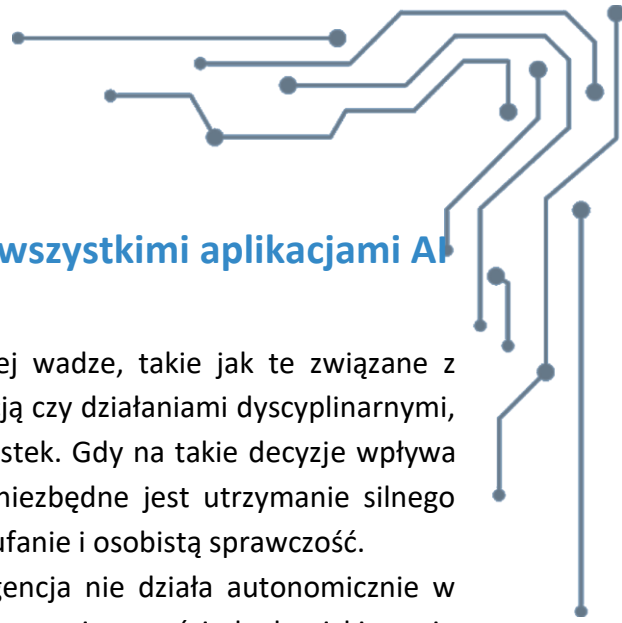 wszystkimi aplikacjami AI
ej wadze, takie jak te związane z
ją czy działaniami dyscyplinarnymi,
stek. Gdy na takie decyzje wpływa
niezbędne jest utrzymanie silnego
ufanie i osobistą sprawczość.
gencja nie działa autonomicznie w